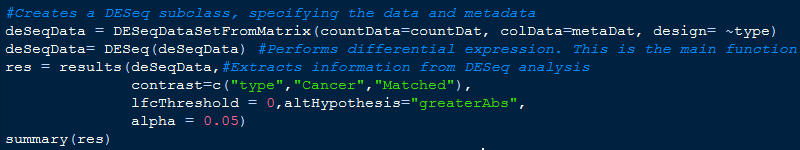 #Creates a DESeq subclass, specifying the data and metadata
deSeqData = DESeqDataSetFromMatrix(countData=countDat, colData=metaDat, design= ~type)
deSeqData= DESeq(deSeqData) #Performs differential expression. This is the main function
res = results(deSeqData,#Extracts information from DESeq analysis
contrast=c("type","Cancer","Matched"),
lfcThreshold = 0,altHypothesis="greaterAbs",
alpha = 0.05)
summary(res)